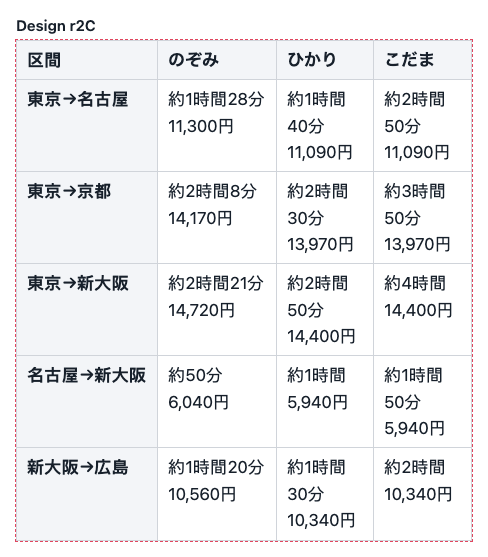 Design r2C
区間 のぞみ ひかり こだま
東京→名古屋 約1時間28分 約1時間 約2時間
11,300円 40分 50分
11,090円 11,090円
東京→京都 約2時間8分 約2時間 約3時間
14,170円 30分 50分
13,970円 13,970円
東京→新大阪 約2時間21分 約2時間 約4時間
14,720円 50分 14,400円
14,400円
名古屋→新大阪 約50分 約1時間 約1時間
6,040円 5,940円 50分
5,940円
新大阪→広島 約1時間20分 約1時間 約2時間
10,560円 30分 10,340円
10,340円